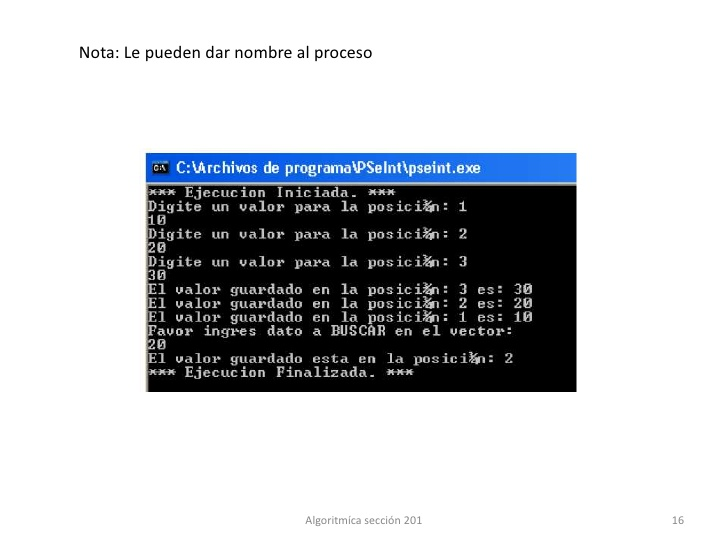 Nota: Le pueden dar nombre al proceso
C:\Archivos de programa\PSeInt\pseint.exe
*** Ejecucion Iniciada. ***
Digite un valor para la posici¾n: 1
10
Digite un valor para la posici¾n: 2
20
Digite un valor para la posici¾n: 3
30
El valor guardado en la posici¾n: 3 es: 30
El valor guardado en la posici¾n: 2 es: 20
El valor guardado en la posici¾n: 1 es: 10
Favor ingres dato a BUSCAR en el vector:
20
El valor guardado esta en la posici¾n: 2
*** Ejecucion Finalizada. ***
Algoritmíca sección 201
16